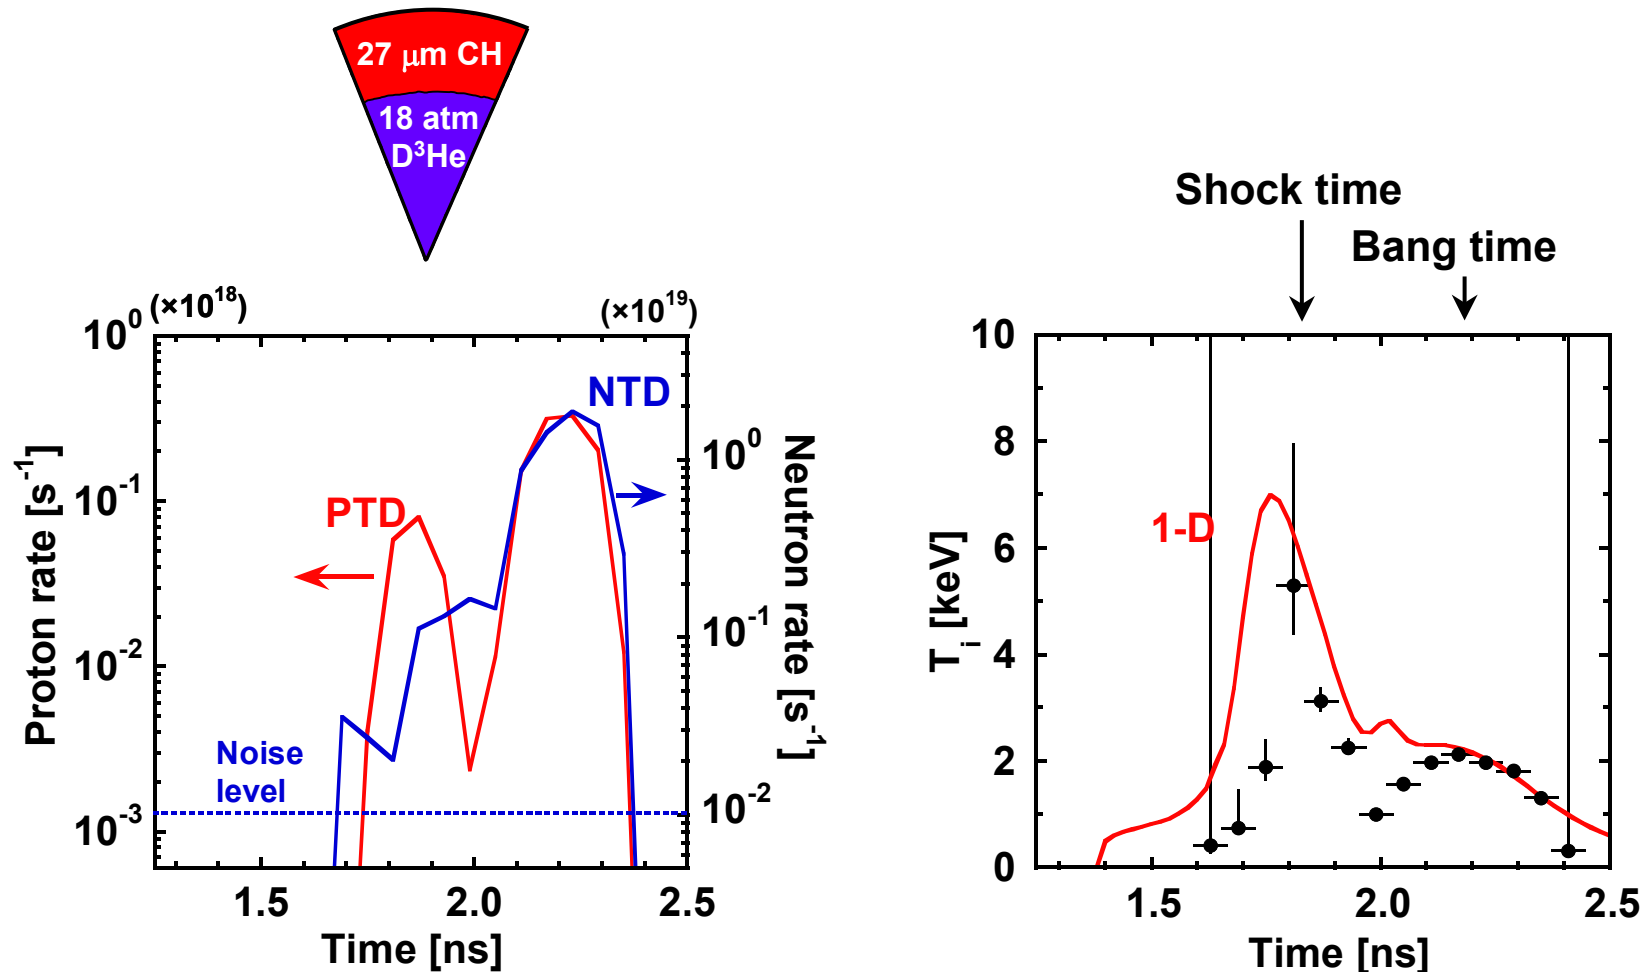 27 μm CH
18 atm
D³He
(×10¹⁸)
(×10¹⁹)
10⁰
10⁻¹
10⁻²
10⁻³
Proton rate [s⁻¹]
PTD
NTD
Noise
level
10⁰
10⁻¹
10⁻²
Neutron rate [s⁻¹]
1.5
2.0
2.5
Time [ns]
Shock time
Bang time
10
8
6
4
2
0
Tᵢ [keV]
1-D
1.5
2.0
2.5
Time [ns]